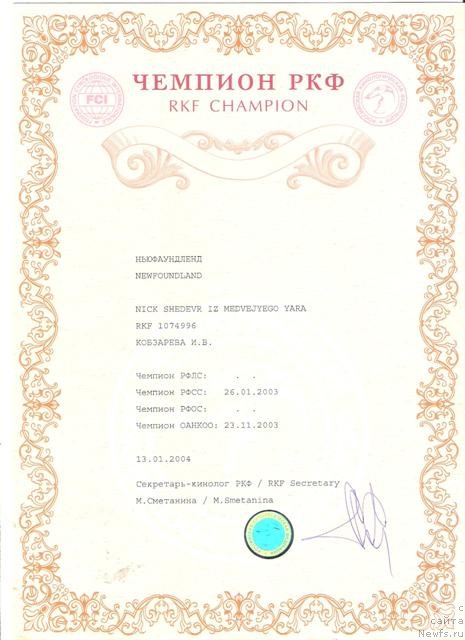 ЧЕМПИОН РКФ
RKF CHAMPION
FCI
НЬЮФАУНДЛЕНД
NEWFOUNDLAND
NICK SHEDEVR IZ MEDVEJYEGO YARA
RKF 1074996
КОБЗАРЕВА И.В.
Чемпион РФЛС: . .
Чемпион РФСС: 26.01.2003
Чемпион РФОС: . .
Чемпион ОАНКОО: 23.11.2003
13.01.2004
Секретарь-кинолог РКФ / RKF Secretary
М.Сметанина / M.Smetanina
с
сайта
Newfs.ru